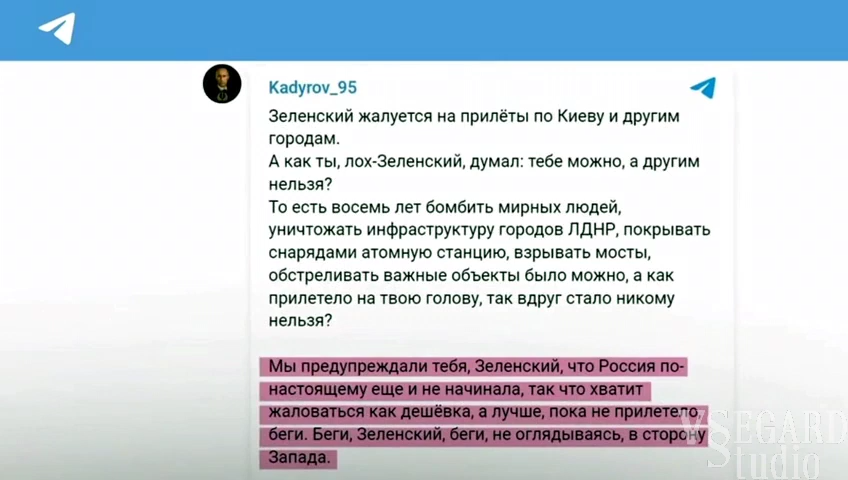 Kadyrov_95
Зеленский жалуется на прилёты по Киеву и другим
городам.
А как ты, лох-Зеленский, думал: тебе можно, а другим
нельзя?
То есть восемь лет бомбить мирных людей,
уничтожать инфраструктуру городов ЛДНР, покрывать
снарядами атомную станцию, взрывать мосты,
обстреливать важные объекты было можно, а как
прилетело на твою голову, так вдруг стало никому
нельзя?
Мы предупреждали тебя, Зеленский, что Россия по-
настоящему еще и не начинала, так что хватит
жаловаться как дешёвка, а лучше, пока не прилетело
беги. Беги, Зеленский, беги, не оглядываясь, в сторону
Запада.
YSEGARD
Studio